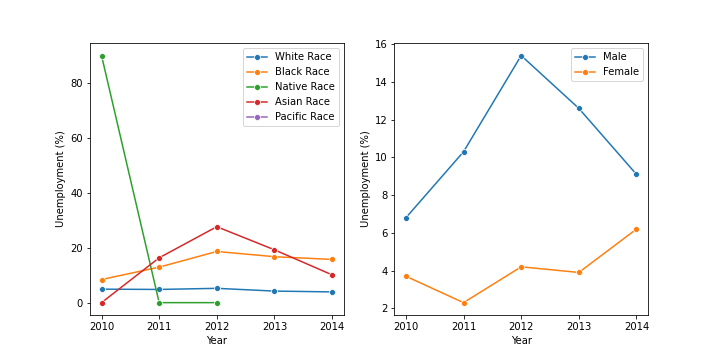 White Race
Black Race
Native Race
Asian Race
Pacific Race
Unemployment (%)
80
60
40
20
0
2010 2011 2012 2013 2014
Year
Male
Female
Unemployment (%)
16
14
12
10
8
6
4
2
2010 2011 2012 2013 2014
Year